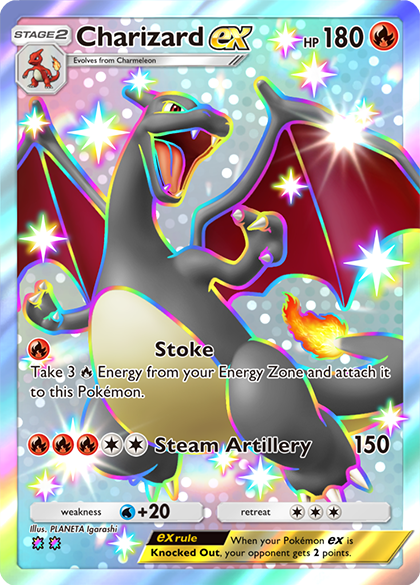 STAGE 2 Charizard ex HP 180
Evolves from Charmeleon
Stoke
Take 3 Energy from your Energy Zone and attach it
to this Pokémon.
Steam Artillery 150
weakness +20 retreat
Illus. PLANETA Igarashi
ex rule When your Pokémon ex is
Knocked Out, your opponent gets 2 points.